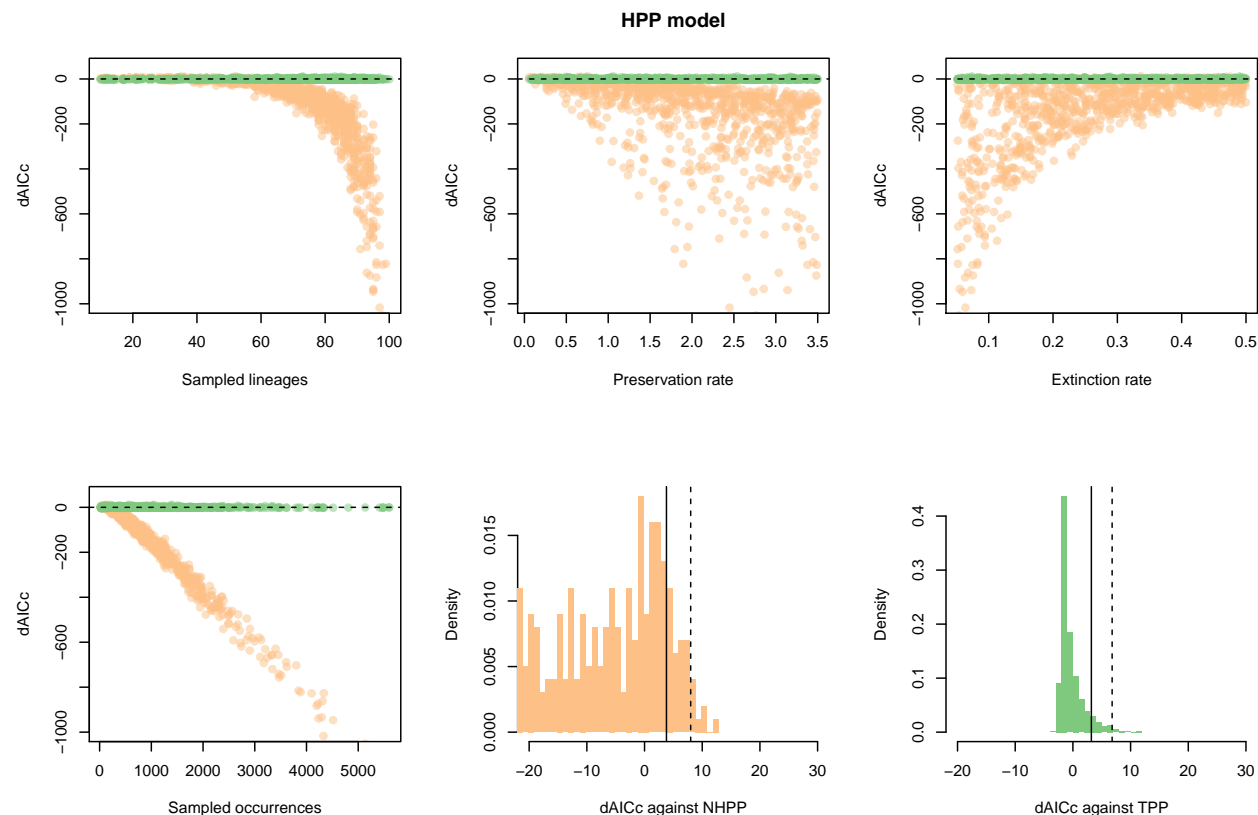 HPP model
0
−200
−600
−1000
dAICc
20 40 60 80 100
Sampled lineages
0
−200
−600
−1000
dAICc
0.0 0.5 1.0 1.5 2.0 2.5 3.0 3.5
Preservation rate
0
−200
−600
−1000
dAICc
0.1 0.2 0.3 0.4 0.5
Extinction rate
0
−200
−600
−1000
dAICc
0 1000 2000 3000 4000 5000
Sampled occurrences
0.015
0.010
0.005
0.000
Density
−20 −10 0 10 20 30
dAICc against NHPP
0.4
0.3
0.2
0.1
0.0
Density
−20 −10 0 10 20 30
dAICc against TPP